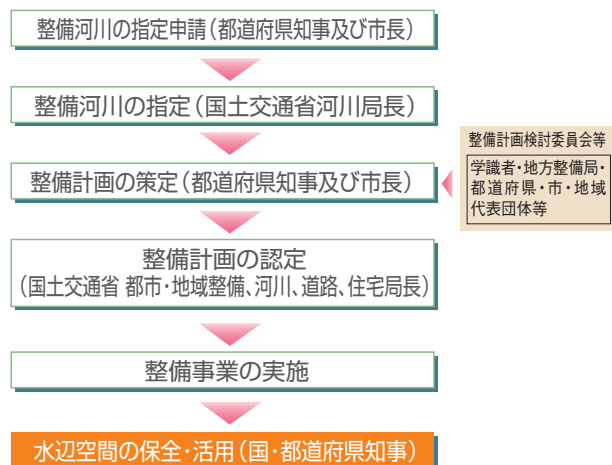 整備河川の指定申請（都道府県知事及び市長）
整備河川の指定（国土交通省河川局長）
整備計画の策定（都道府県知事及び市長）
整備計画検討委員会等
学識者・地方整備局・
都道府県・市・地域
代表団体等
整備計画の認定
（国土交通省 都市・地域整備、河川、道路、住宅局長）
整備事業の実施
水辺空間の保全・活用（国・都道府県知事）